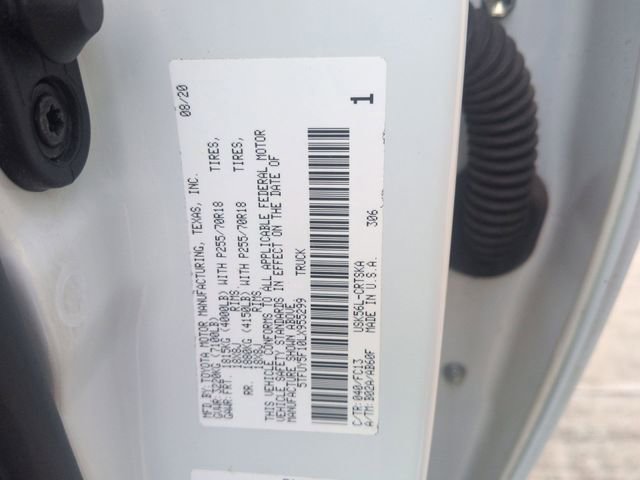 MFD. BY: TOYOTA MOTOR MANUFACTURING, TEXAS, INC. 08/20
GVWR 3220KG (7100LB)
GAWR FRT. 1815KG (4000LB) WITH P255/70R18 TIRES,
18X8J RIMS
RR. 1880KG (4150LB) WITH P255/70R18 TIRES,
18X8J RIMS
THIS VEHICLE CONFORMS TO ALL APPLICABLE FEDERAL MOTOR
VEHICLE SAFETY STANDARDS IN EFFECT ON THE DATE OF
MANUFACTURE SHOWN ABOVE.
5TFUY5F10LX955299 TRUCK
1
C/TR: 040/FC13 USK56L-CRTSKA 306
A/TM: B02A/AB60F MADE IN U.S.A.